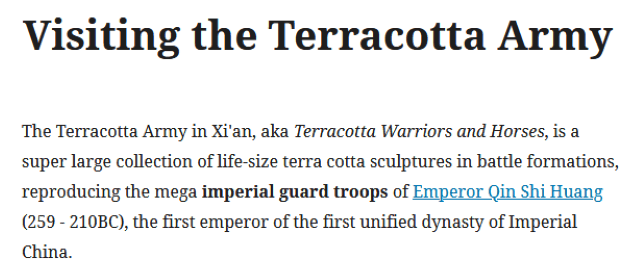 Visiting the Terracotta Army
The Terracotta Army in Xi'an, aka Terracotta Warriors and Horses, is a
super large collection of life-size terra cotta sculptures in battle formations,
reproducing the mega imperial guard troops of Emperor Qin Shi Huang
(259 - 210BC), the first emperor of the first unified dynasty of Imperial
China.